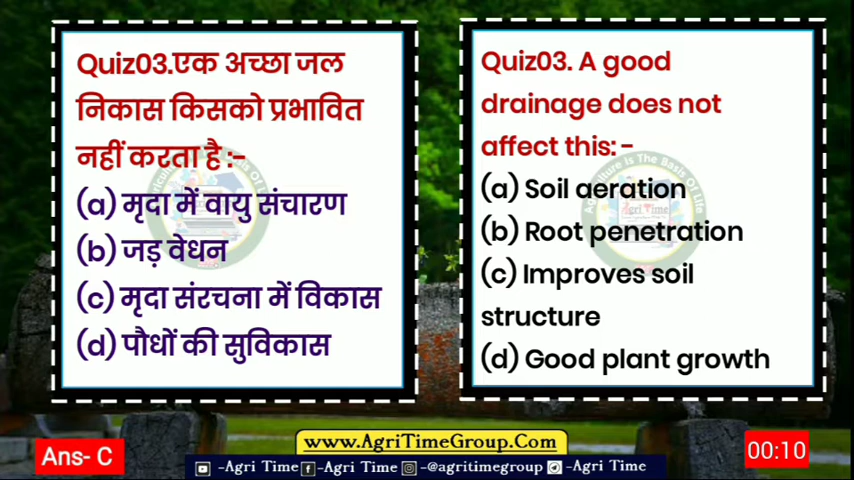 Quiz03.एक अच्छा जल
निकास किसको प्रभावित
नहीं करता है :-
(a) मृदा में वायु संचारण
(b) जड़ वेधन
(c) मृदा संरचना में विकास
(d) पौधों की सुविकास
Quiz03. A good
drainage does not
affect this: -
(a) Soil aeration
(b) Root penetration
(c) Improves soil
structure
(d) Good plant growth
Ans- C
www.AgriTimeGroup.Com
-Agri Time -Agri Time -@agritimegroup -Agri Time
00:10